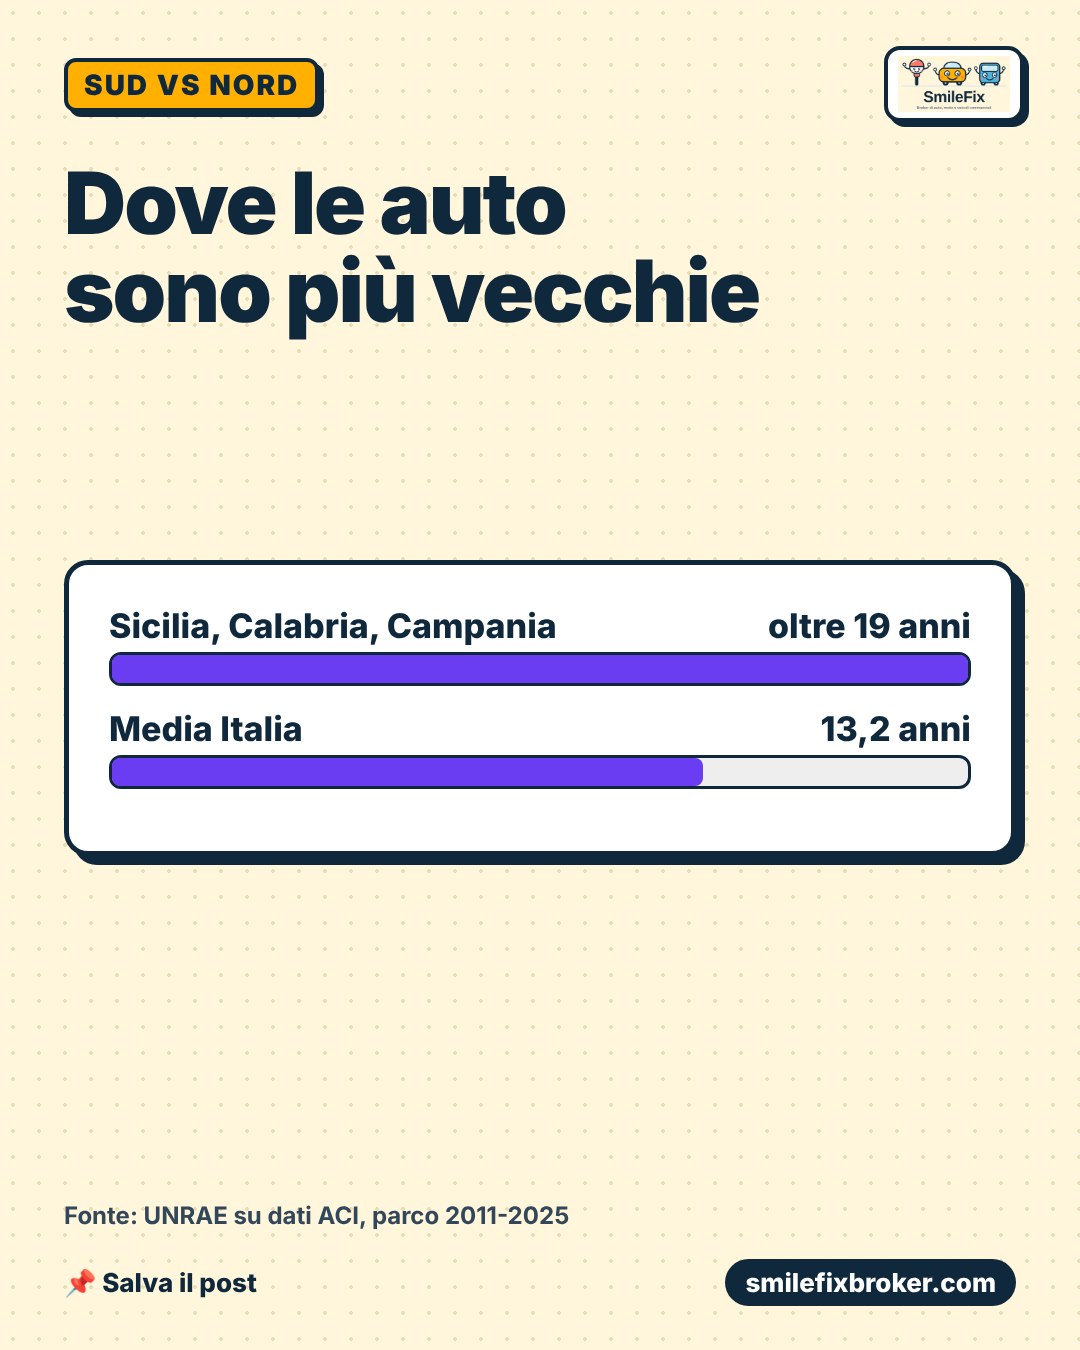 SUD VS NORD
SmileFix
Dove le auto
sono più vecchie
Sicilia, Calabria, Campania
oltre 19 anni
Media Italia
13,2 anni
Fonte: UNRAE su dati ACI, parco 2011-2025
📌 Salva il post
smilefixbroker.com